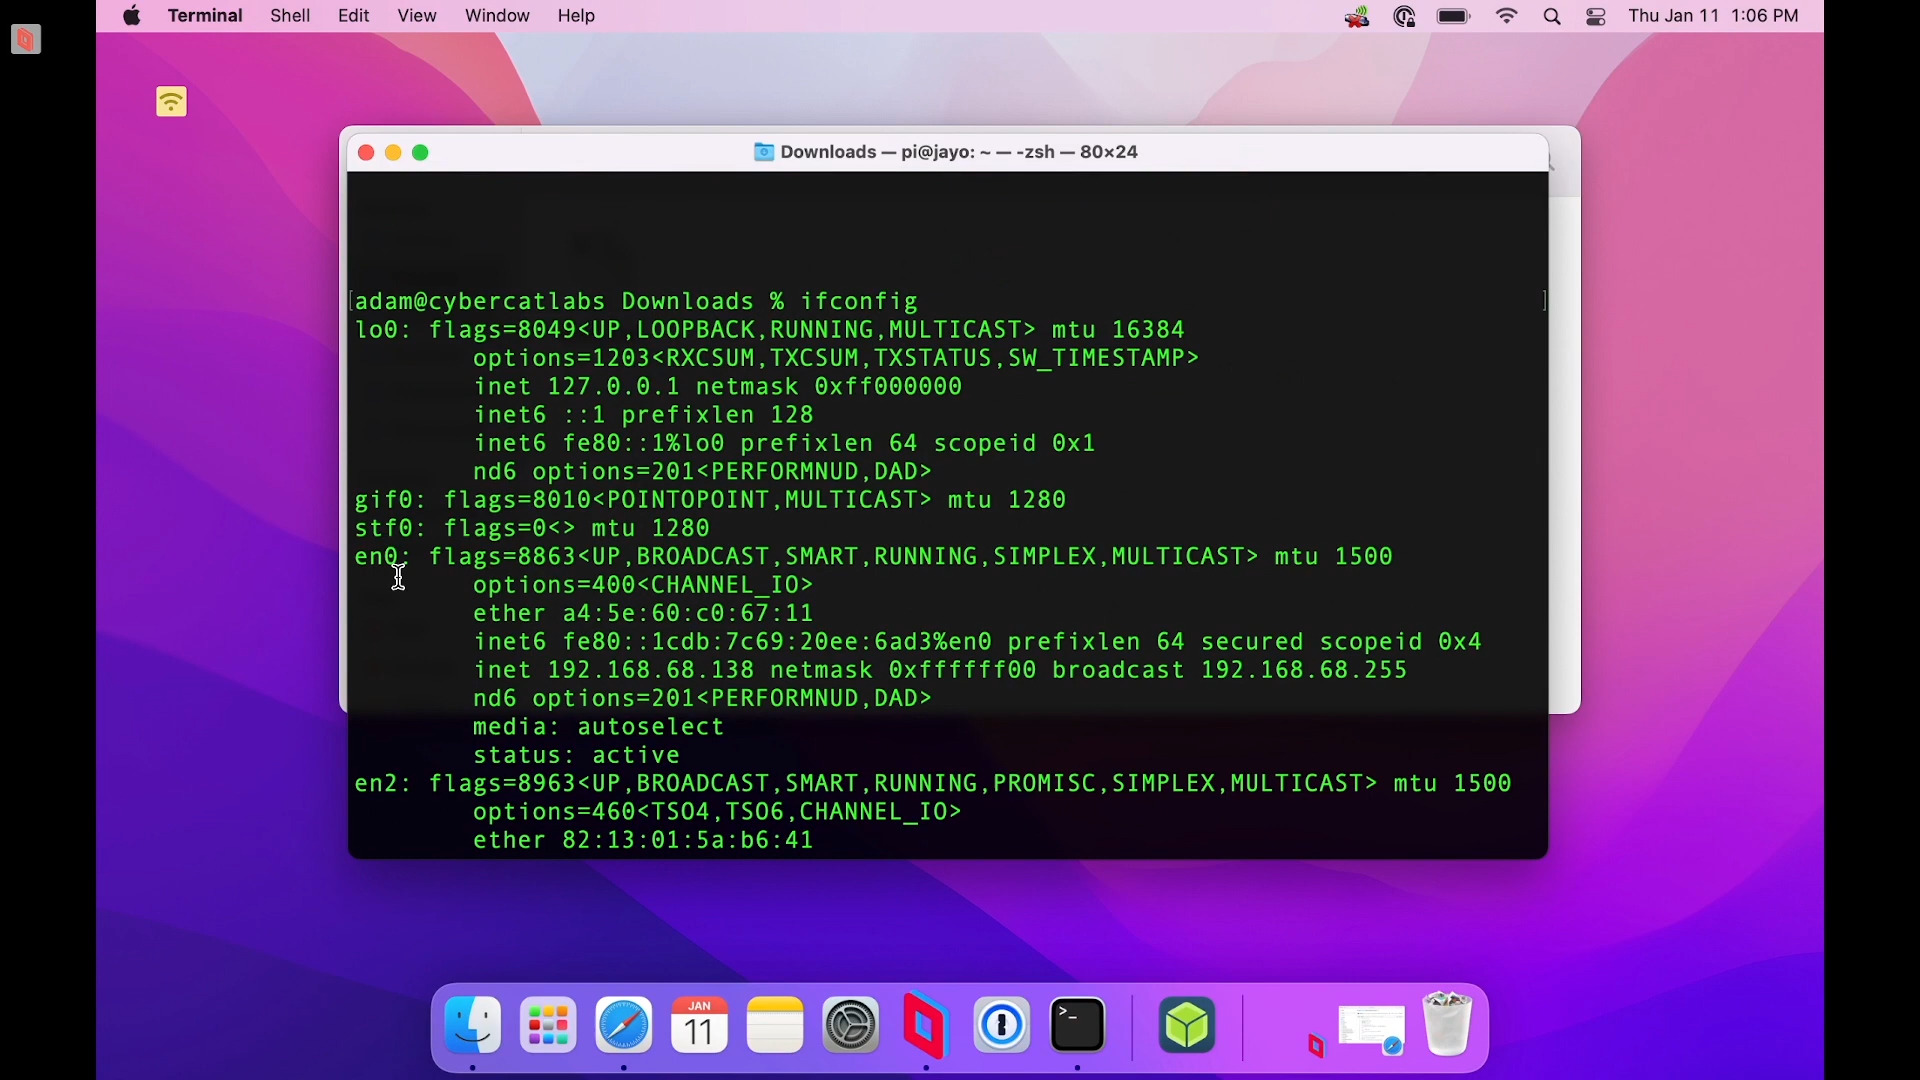 Terminal Shell Edit View Window Help Thu Jan 11 1:06 PM
Downloads — pi@jayo: ~ — -zsh — 80×24
[adam@cybercatlabs Downloads % ifconfig ]
lo0: flags=8049<UP,LOOPBACK,RUNNING,MULTICAST> mtu 16384
options=1203<RXCSUM,TXCSUM,TXSTATUS,SW_TIMESTAMP>
inet 127.0.0.1 netmask 0xff000000
inet6 ::1 prefixlen 128
inet6 fe80::1%lo0 prefixlen 64 scopeid 0x1
nd6 options=201<PERFORMNUD,DAD>
gif0: flags=8010<POINTOPOINT,MULTICAST> mtu 1280
stf0: flags=0<> mtu 1280
en0: flags=8863<UP,BROADCAST,SMART,RUNNING,SIMPLEX,MULTICAST> mtu 1500
options=400<CHANNEL_IO>
ether a4:5e:60:c0:67:11
inet6 fe80::1cdb:7c69:20ee:6ad3%en0 prefixlen 64 secured scopeid 0x4
inet 192.168.68.138 netmask 0xffffff00 broadcast 192.168.68.255
nd6 options=201<PERFORMNUD,DAD>
media: autoselect
status: active
en2: flags=8963<UP,BROADCAST,SMART,RUNNING,PROMISC,SIMPLEX,MULTICAST> mtu 1500
options=460<TSO4,TSO6,CHANNEL_IO>
ether 82:13:01:5a:b6:41
JAN
11
>_